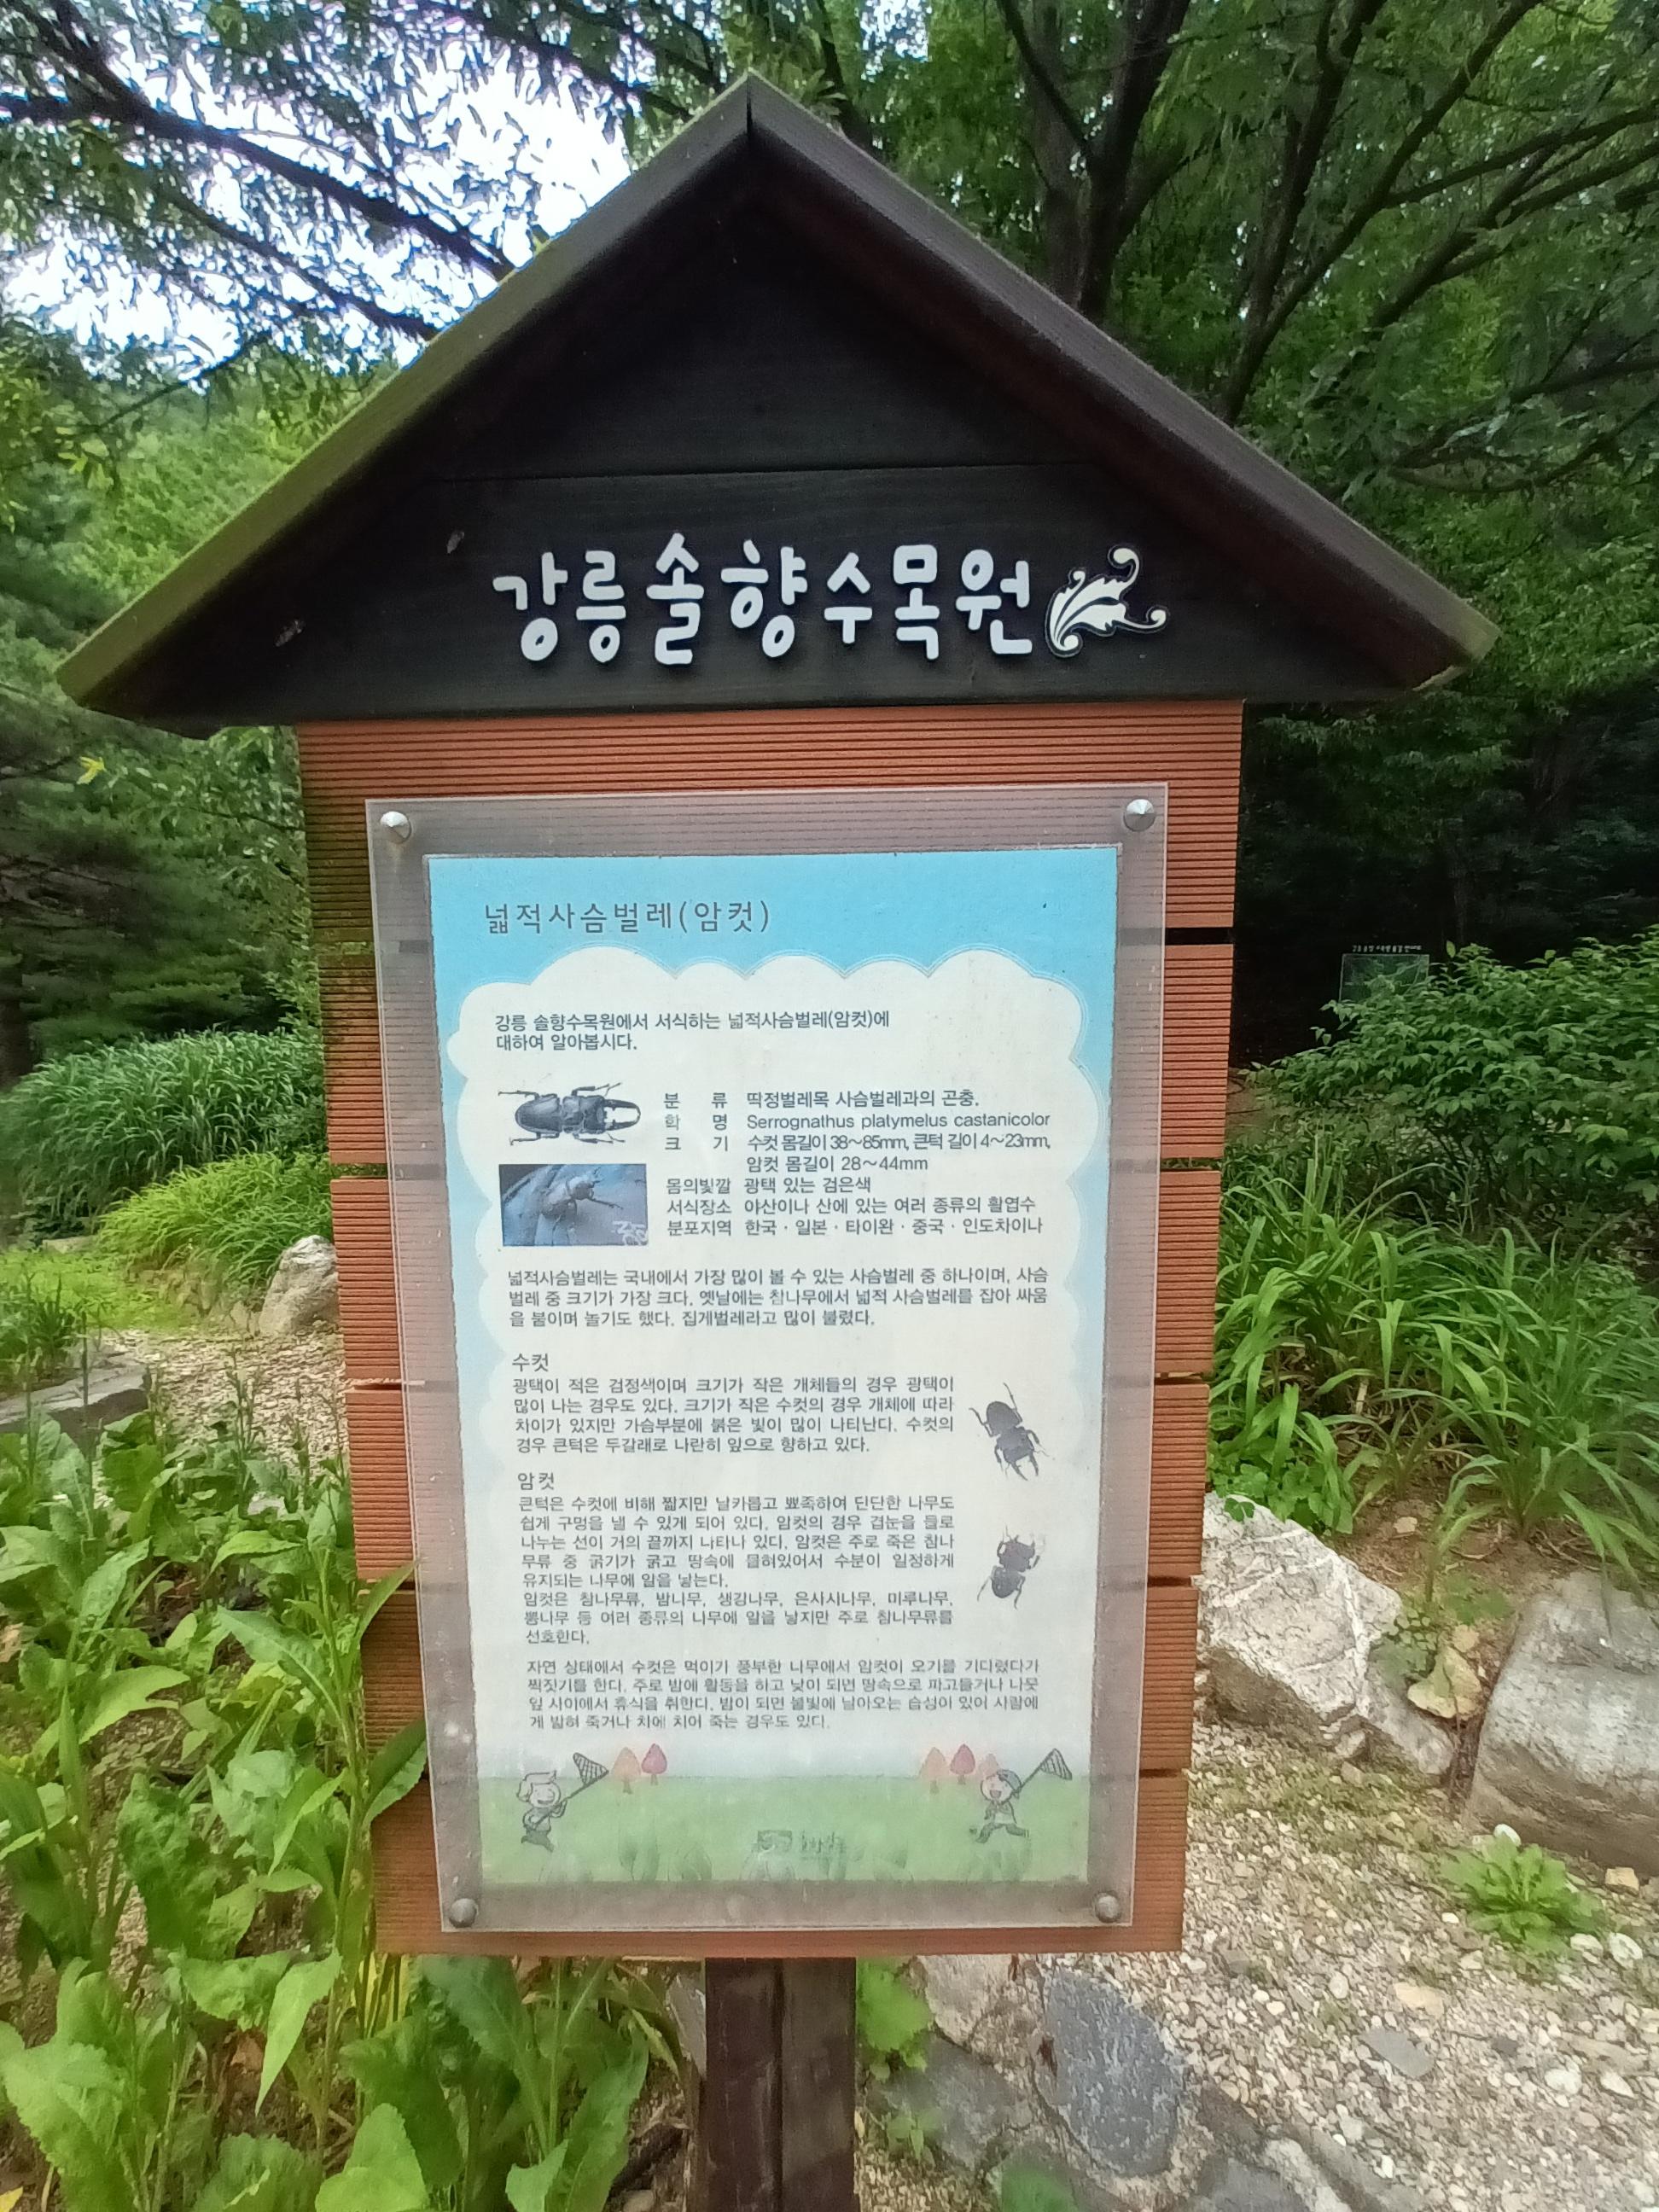 강릉솔향수목원
넓적사슴벌레(암컷)
강릉 솔향수목원에서 서식하는 넓적사슴벌레(암컷)에
대하여 알아봅시다.
분 류 딱정벌레목 사슴벌레과의 곤충.
학 명 Serrognathus platymelus castanicolor
크 기 수컷 몸길이 38~85mm, 큰턱 길이 4~23mm,
암컷 몸길이 28~44mm
몸의빛깔 광택 있는 검은색
서식장소 야산이나 산에 있는 여러 종류의 활엽수
분포지역 한국 · 일본 · 타이완 · 중국 · 인도차이나
넓적사슴벌레는 국내에서 가장 많이 볼 수 있는 사슴벌레 중 하나이며, 사슴
벌레 중 크기가 가장 크다. 옛날에는 참나무에서 넓적 사슴벌레를 잡아 싸움
을 붙이며 놀기도 했다. 집게벌레라고 많이 불렸다.
수컷
광택이 적은 검정색이며 크기가 작은 개체들의 경우 광택이
많이 나는 경우도 있다. 크기가 작은 수컷의 경우 개체에 따라
차이가 있지만 가슴부분에 붉은 빛이 많이 나타난다. 수컷의
경우 큰턱은 두갈래로 나란히 앞으로 향하고 있다.
암컷
큰턱은 수컷에 비해 짧지만 날카롭고 뾰족하여 단단한 나무도
쉽게 구멍을 낼 수 있게 되어 있다. 암컷의 경우 겹눈을 둘로
나누는 선이 거의 끝까지 나타나 있다. 암컷은 주로 죽은 참나
무류 중 굵기가 굵고 땅속에 묻혀있어서 수분이 일정하게
유지되는 나무에 알을 낳는다.
암컷은 참나무류, 밤나무, 생강나무, 은사시나무, 미루나무,
뽕나무 등 여러 종류의 나무에 알을 낳지만 주로 참나무류를
선호한다.
자연 상태에서 수컷은 먹이가 풍부한 나무에서 암컷이 오기를 기다렸다가
짝짓기를 한다. 주로 밤에 활동을 하고 낮이 되면 땅속으로 파고들거나 나뭇
잎 사이에서 휴식을 취한다. 밤이 되면 불빛에 날아오는 습성이 있어 사람에
게 밟혀 죽거나 차에 치어 죽는 경우도 있다.